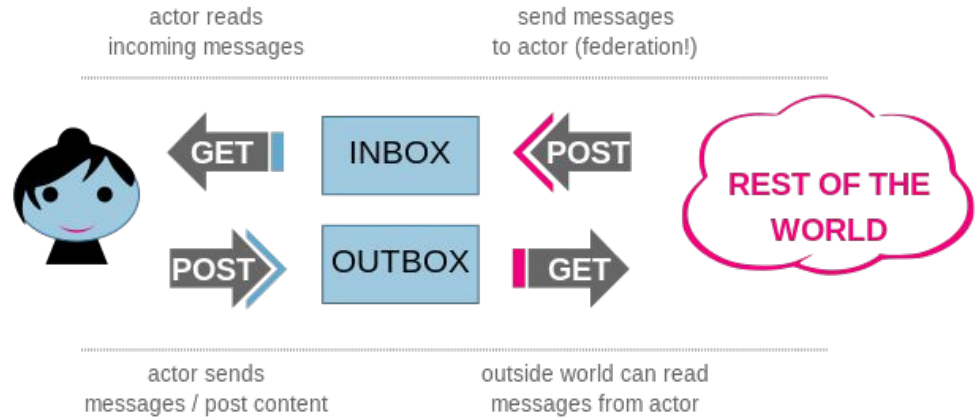 actor reads
incoming messages
send messages
to actor (federation!)
GET
INBOX
POST
REST OF THE
WORLD
POST
OUTBOX
GET
actor sends
messages / post content
outside world can read
messages from actor